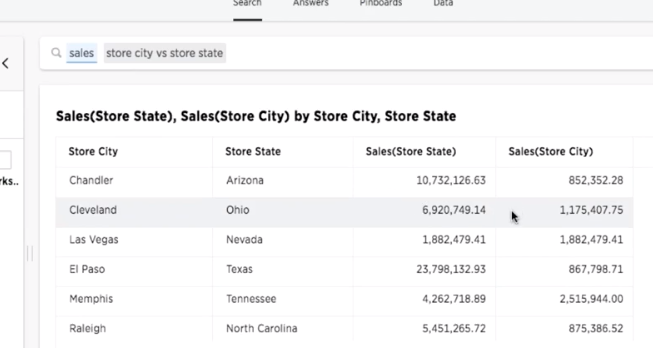 Search Answers Pinboards Data
sales store city vs store state
rks..
Sales(Store State), Sales(Store City) by Store City, Store State
Store City Store State Sales(Store State) Sales(Store City)
Chandler Arizona 10,732,126.63 852,352.28
Cleveland Ohio 6,920,749.14 1,175,407.75
Las Vegas Nevada 1,882,479.41 1,882,479.41
El Paso Texas 23,798,132.93 867,798.71
Memphis Tennessee 4,262,718.89 2,515,944.00
Raleigh North Carolina 5,451,265.72 875,386.52